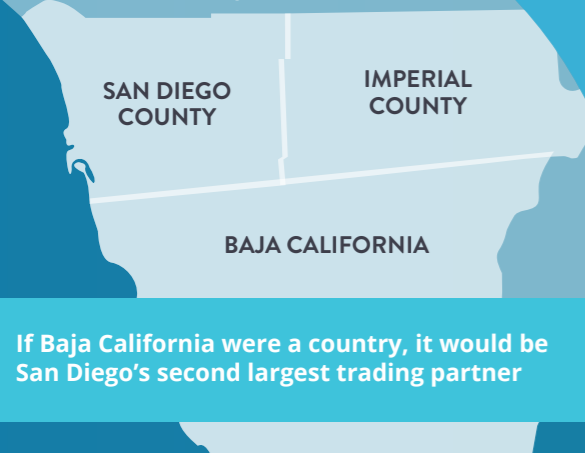 SAN DIEGO
COUNTY
IMPERIAL
COUNTY
BAJA CALIFORNIA
If Baja California were a country, it would be
San Diego’s second largest trading partner